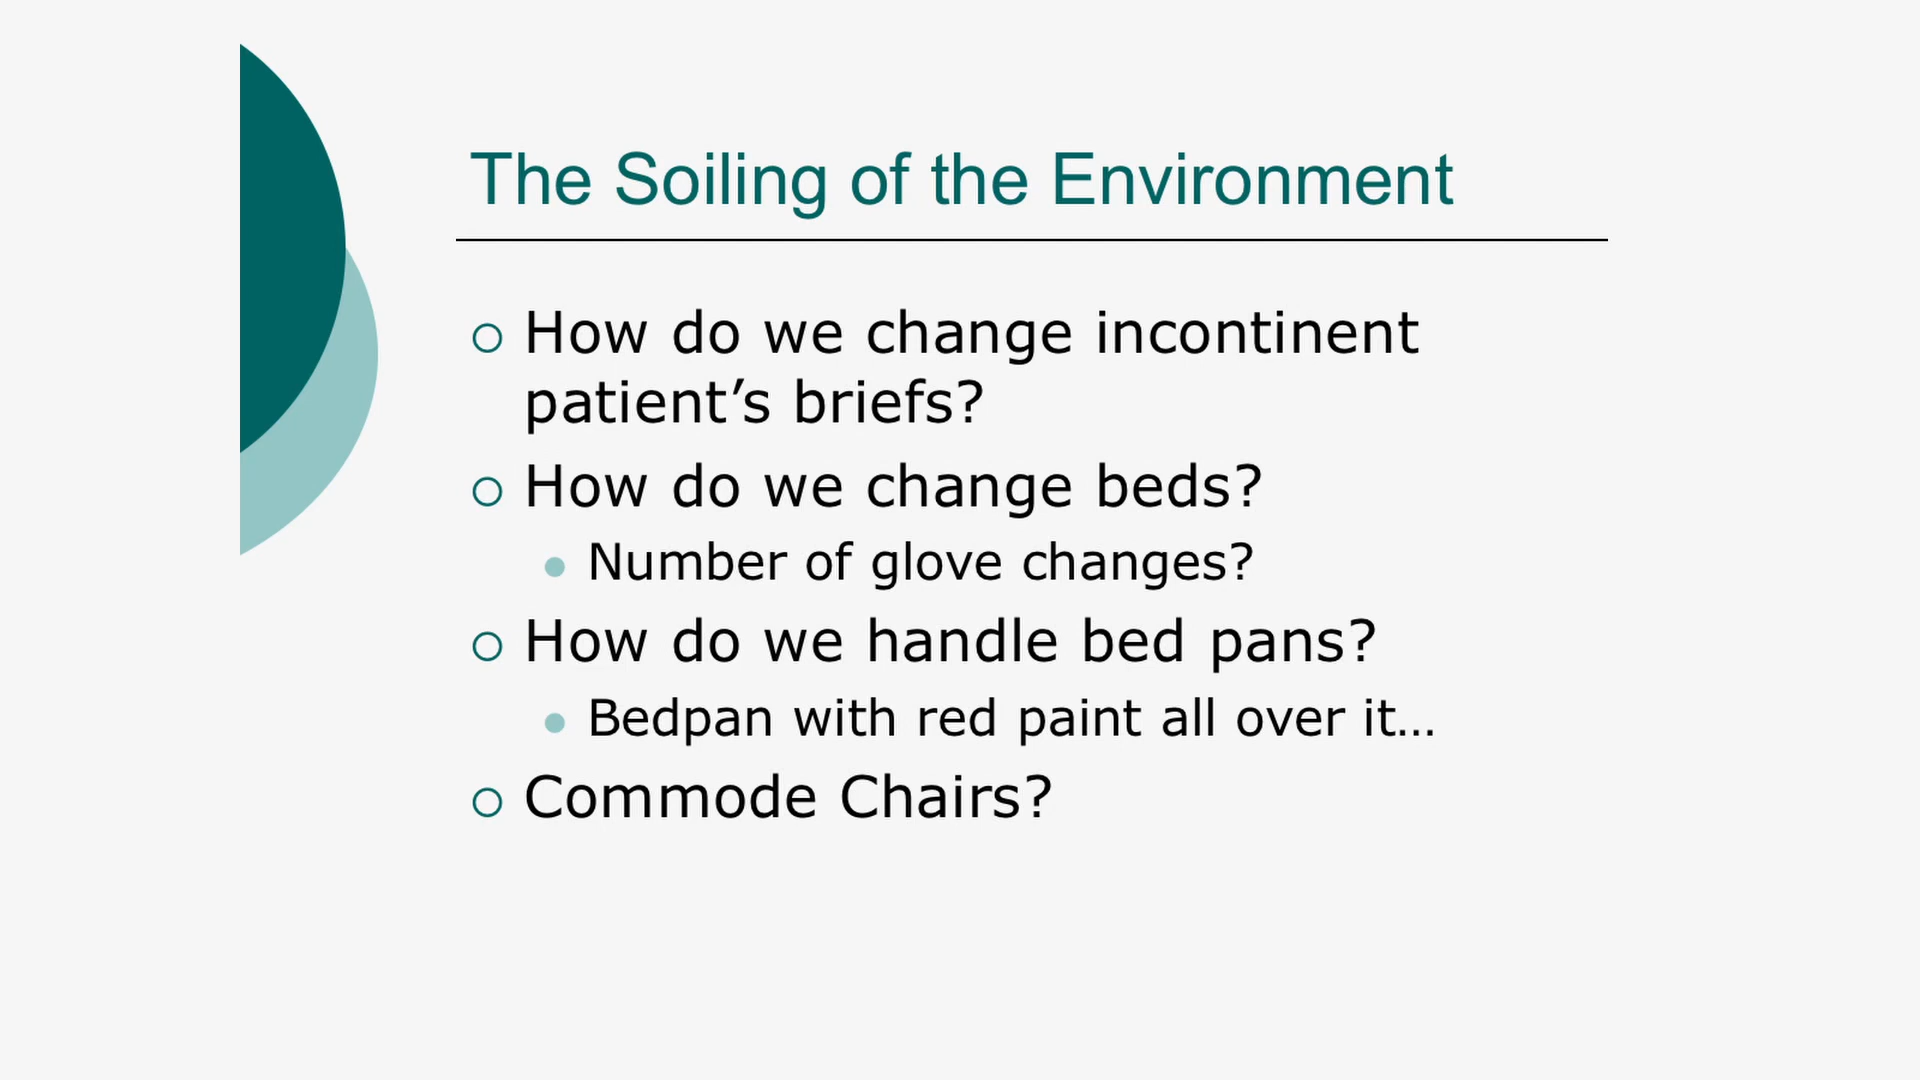 The Soiling of the Environment
How do we change incontinent
patient’s briefs?
How do we change beds?
Number of glove changes?
How do we handle bed pans?
Bedpan with red paint all over it…
Commode Chairs?